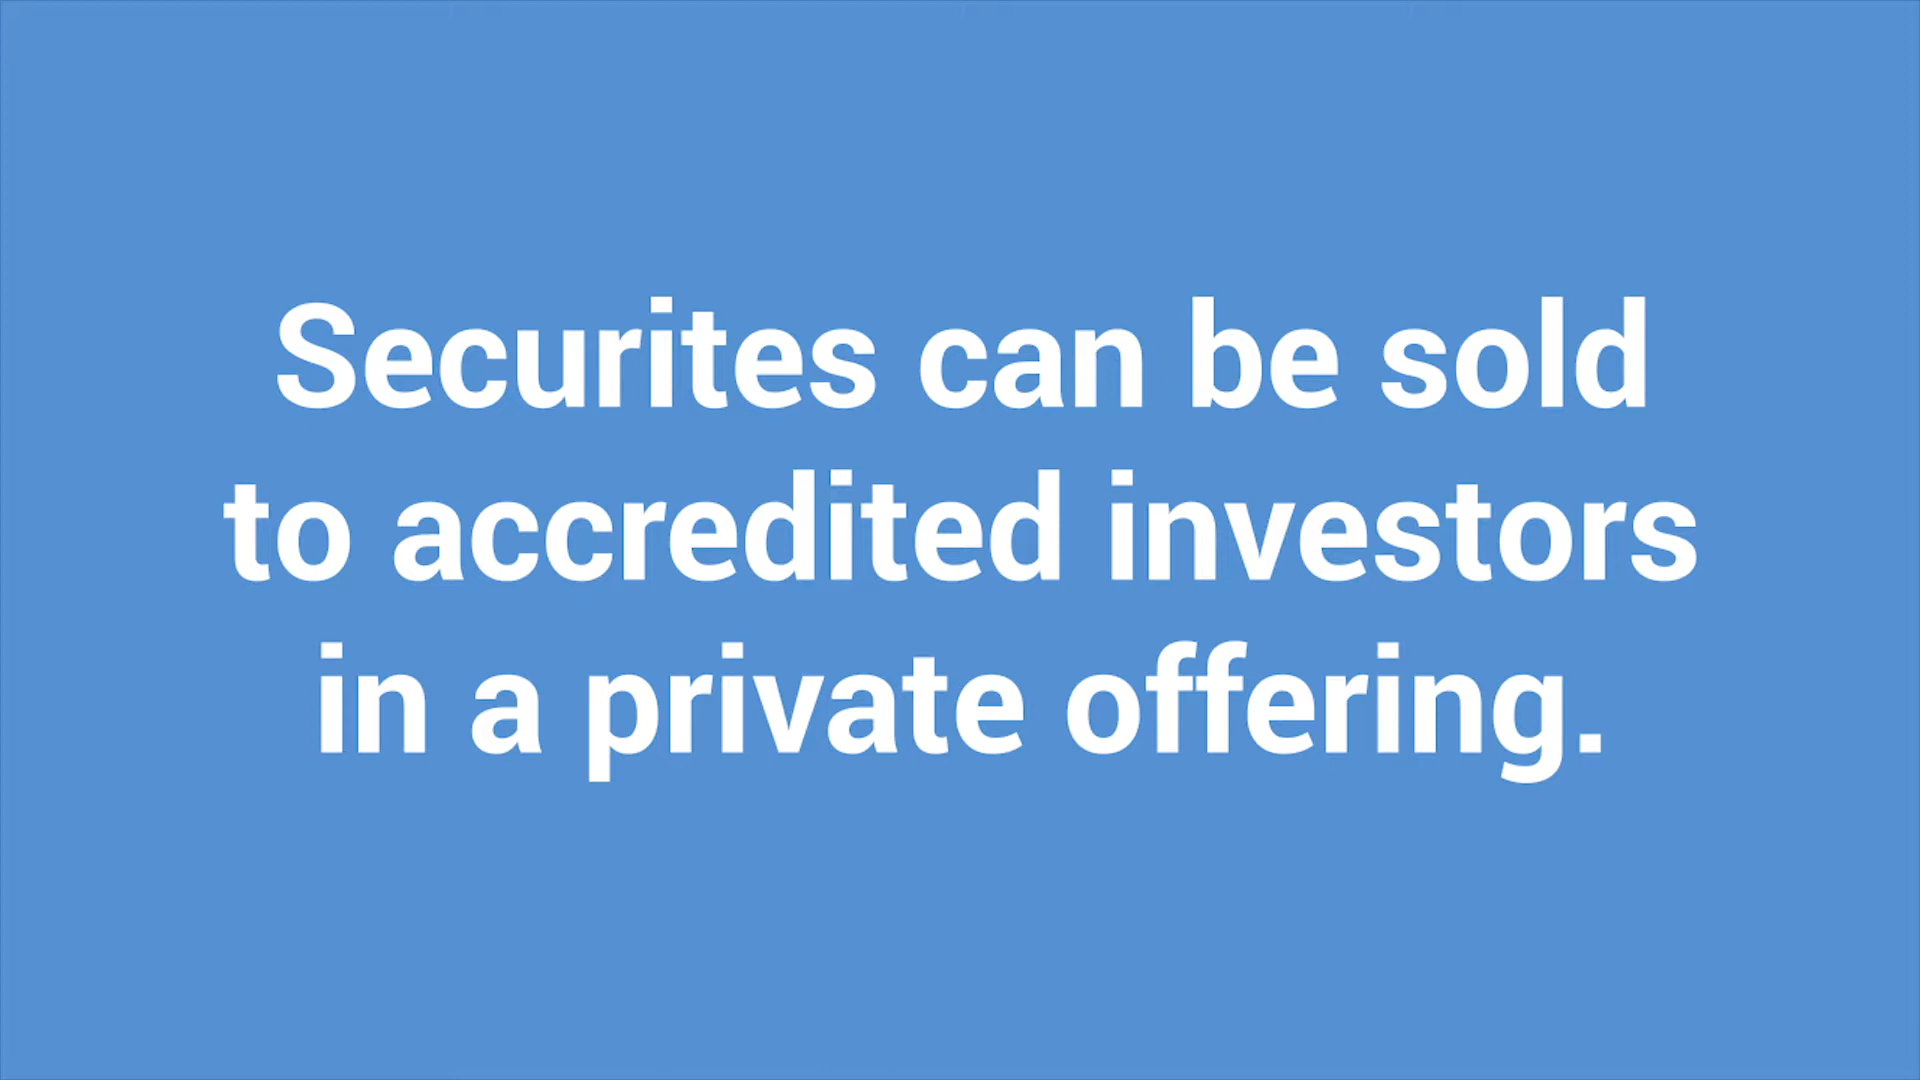 Securites can be sold
to accredited investors
in a private offering.